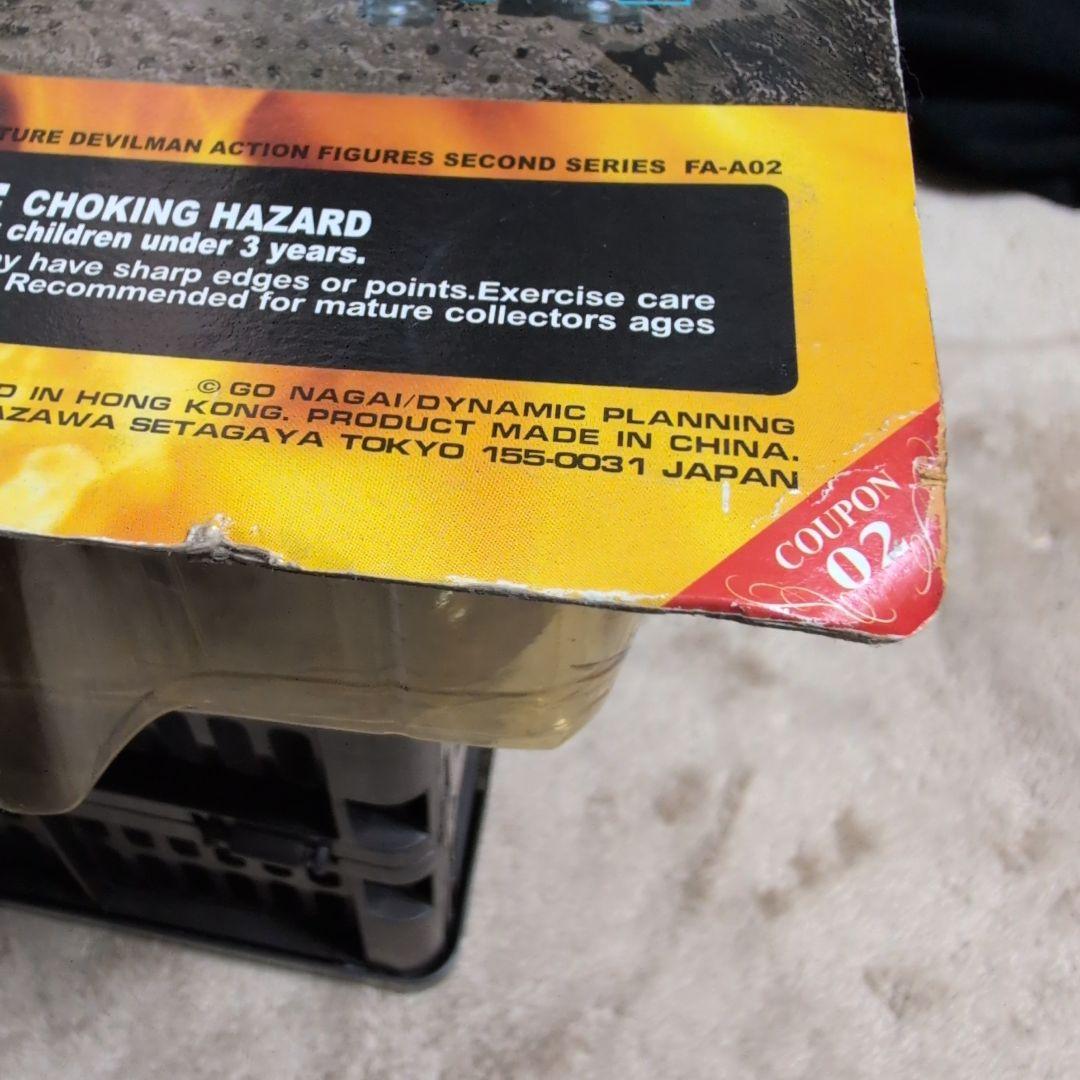 DEVILMAN ACTION FIGURES SECOND SERIES FA-A02
CHOKING HAZARD
children under 3 years.
have sharp edges or points.Exercise care
Recommended for mature collectors ages
© GO NAGAI/DYNAMIC PLANNING
IN HONG KONG. PRODUCT MADE IN CHINA.
SETAGAYA TOKYO 155-0031 JAPAN
COUPON
02